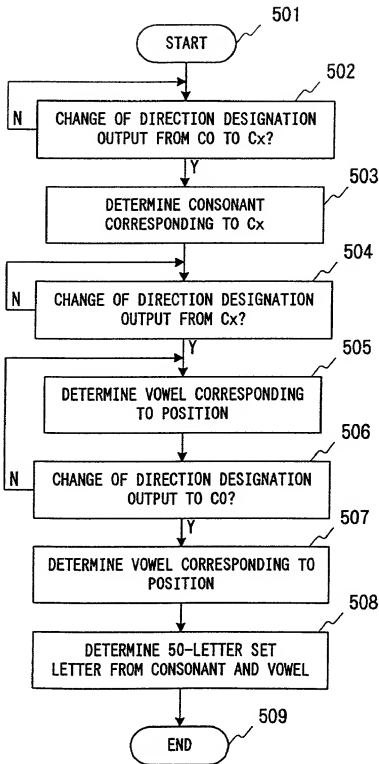 501
START
502
N
CHANGE OF DIRECTION DESIGNATION
OUTPUT FROM C0 TO Cx?
Y
503
DETERMINE CONSONANT
CORRESPONDING TO Cx
504
N
CHANGE OF DIRECTION DESIGNATION
OUTPUT FROM Cx?
Y
505
DETERMINE VOWEL CORRESPONDING
TO POSITION
506
N
CHANGE OF DIRECTION DESIGNATION
OUTPUT TO C0?
Y
507
DETERMINE VOWEL CORRESPONDING TO
POSITION
508
DETERMINE 50-LETTER SET
LETTER FROM CONSONANT AND VOWEL
END
509